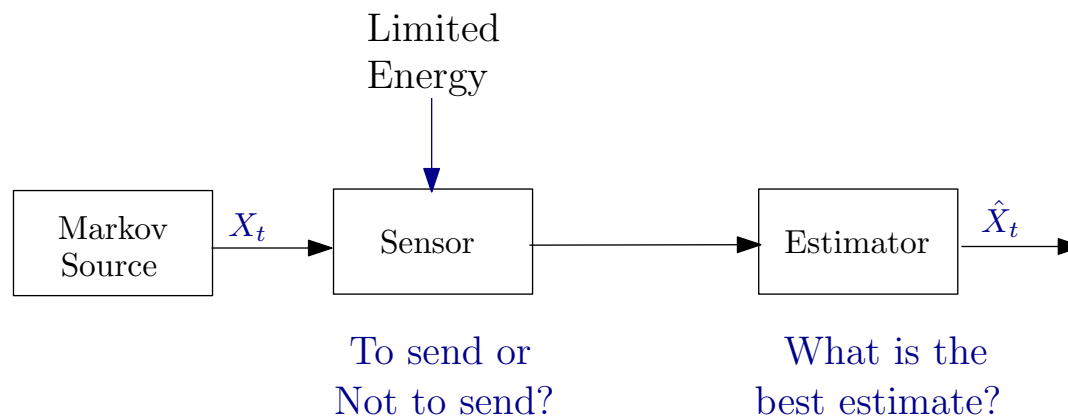 Limited
Energy
Markov
Source
X_t
Sensor
Estimator
X̂_t
To send or
Not to send?
What is the
best estimate?